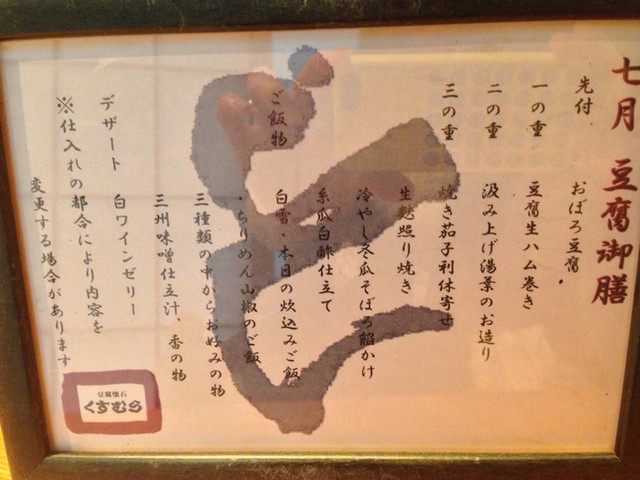 七月 豆腐御膳
先付 おぼろ豆腐
一の重 豆腐生ハム巻き
二の重 汲み上げ湯葉のお造り
三の重 焼き茄子利休寄せ
生麩照り焼き
冷やし冬瓜そぼろ餡かけ
糸瓜白酢仕立て
ご飯物 白雪・本日の炊込みご飯
・ちりめん山椒のご飯
三種類の中からお好みの物
三州味噌仕立汁、香の物
デザート 白ワインゼリー
※仕入れの都合により内容を
変更する場合があります
豆腐懐石
くすむら